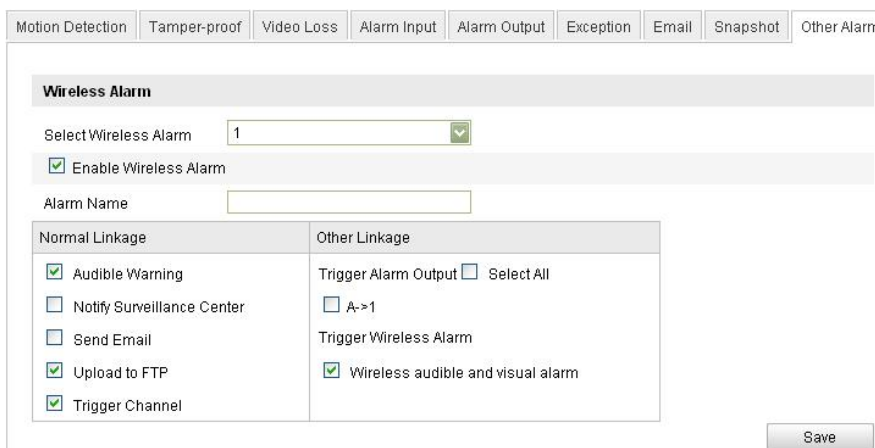 Motion Detection Tamper-proof Video Loss Alarm Input Alarm Output Exception Email Snapshot Other Alarm
Wireless Alarm
Select Wireless Alarm 1
Enable Wireless Alarm
Alarm Name
Normal Linkage Other Linkage
Audible Warning Trigger Alarm Output Select All
Notify Surveillance Center A->1
Send Email Trigger Wireless Alarm
Upload to FTP Wireless audible and visual alarm
Trigger Channel
Save